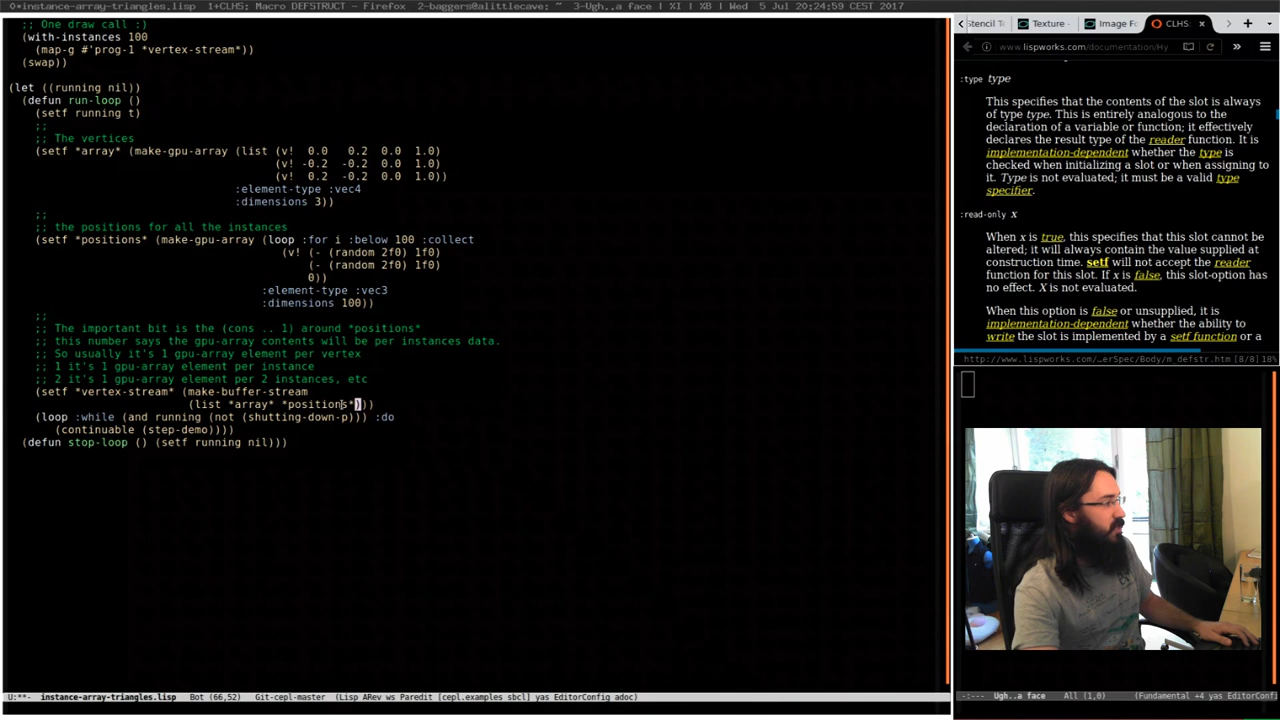 0*instance-array-triangles.lisp  1+CLHS: Macro DEFSTRUCT - Firefox  2-baggers@alittlecave: ~  3-Ugh..a face | XI | XB | Wed  5 Jul 20:24:59 CEST 2017
;; One draw call :)
(with-instances 100
(map-g #'prog-1 *vertex-stream*))
(swap))
(let ((running nil))
(defun run-loop ()
(setf running t)
;;
;; The vertices
(setf *array* (make-gpu-array (list (v!  0.0   0.2  0.0  1.0)
(v! -0.2  -0.2  0.0  1.0)
(v!  0.2  -0.2  0.0  1.0))
:element-type :vec4
:dimensions 3))
;;
;; the positions for all the instances
(setf *positions* (make-gpu-array (loop :for i :below 100 :collect
(v! (- (random 2f0) 1f0)
(- (random 2f0) 1f0)
0))
:element-type :vec3
:dimensions 100))
;;
;; The important bit is the (cons .. 1) around *positions*
;; this number says the gpu-array contents will be per instances data.
;; So usually it's 1 gpu-array element per vertex
;; 1 it's 1 gpu-array element per instance
;; 2 it's 1 gpu-array element per 2 instances, etc
(setf *vertex-stream* (make-buffer-stream
(list *array* *positions*)))
(loop :while (and running (not (shutting-down-p))) :do
(continuable (step-demo))))
(defun stop-loop () (setf running nil)))
U:**-  instance-array-triangles.lisp   Bot (66,52)   Git-cepl-master  (Lisp ARev ws Paredit [cepl.examples sbcl] yas EditorConfig adoc)
Stencil Te  Texture -  Image Fo  CLHS:
www.lispworks.com/documentation/Hy
:type type
This specifies that the contents of the slot is always
of type type. This is entirely analogous to the
declaration of a variable or function; it effectively
declares the result type of the reader function. It is
implementation-dependent whether the type is
checked when initializing a slot or when assigning to
it. Type is not evaluated; it must be a valid type
specifier.
:read-only x
When x is true, this specifies that this slot cannot be
altered; it will always contain the value supplied at
construction time. setf will not accept the reader
function for this slot. If x is false, this slot-option has
no effect. X is not evaluated.
When this option is false or unsupplied, it is
implementation-dependent whether the ability to
write the slot is implemented by a setf function or a
http://www.lispworks.com/...erSpec/Body/m_defstr.htm [8/8]18%
-:---  Ugh..a face   All (1,0)   (Fundamental +4 yas EditorConfi